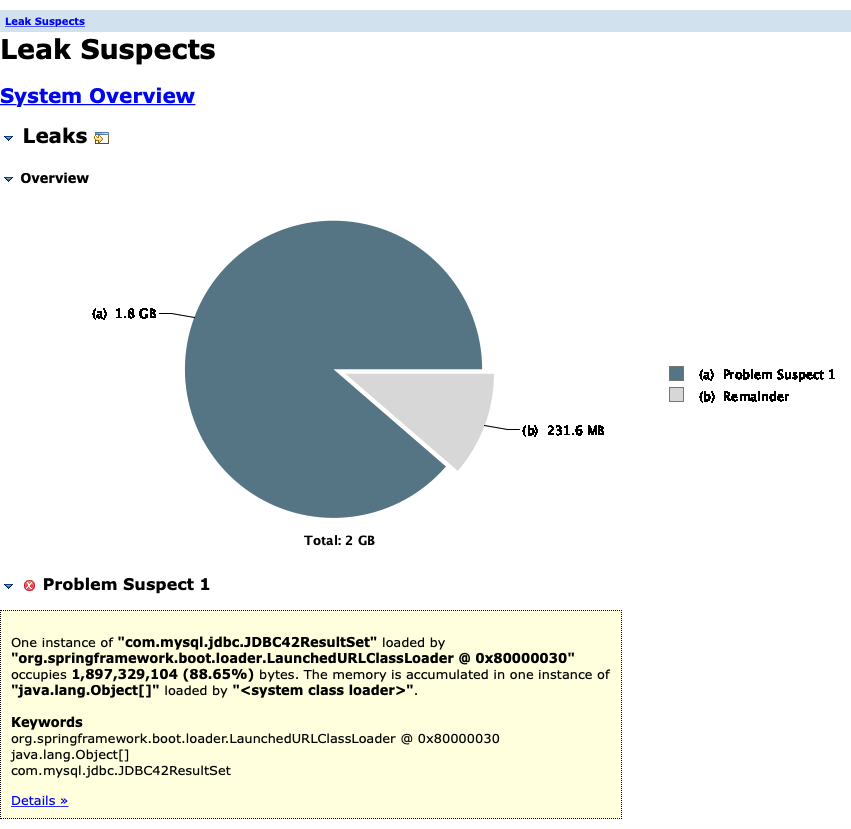 Leak Suspects
Leak Suspects
System Overview
Leaks
Overview
(a) 1.8 GB
(a) Problem Suspect 1
(b) Remainder
(b) 231.6 MB
Total: 2 GB
Problem Suspect 1
One instance of "com.mysql.jdbc.JDBC42ResultSet" loaded by
"org.springframework.boot.loader.LaunchedURLClassLoader @ 0x80000030"
occupies 1,897,329,104 (88.65%) bytes. The memory is accumulated in one instance of
"java.lang.Object[]" loaded by "<system class loader>".
Keywords
org.springframework.boot.loader.LaunchedURLClassLoader @ 0x80000030
java.lang.Object[]
com.mysql.jdbc.JDBC42ResultSet
Details »